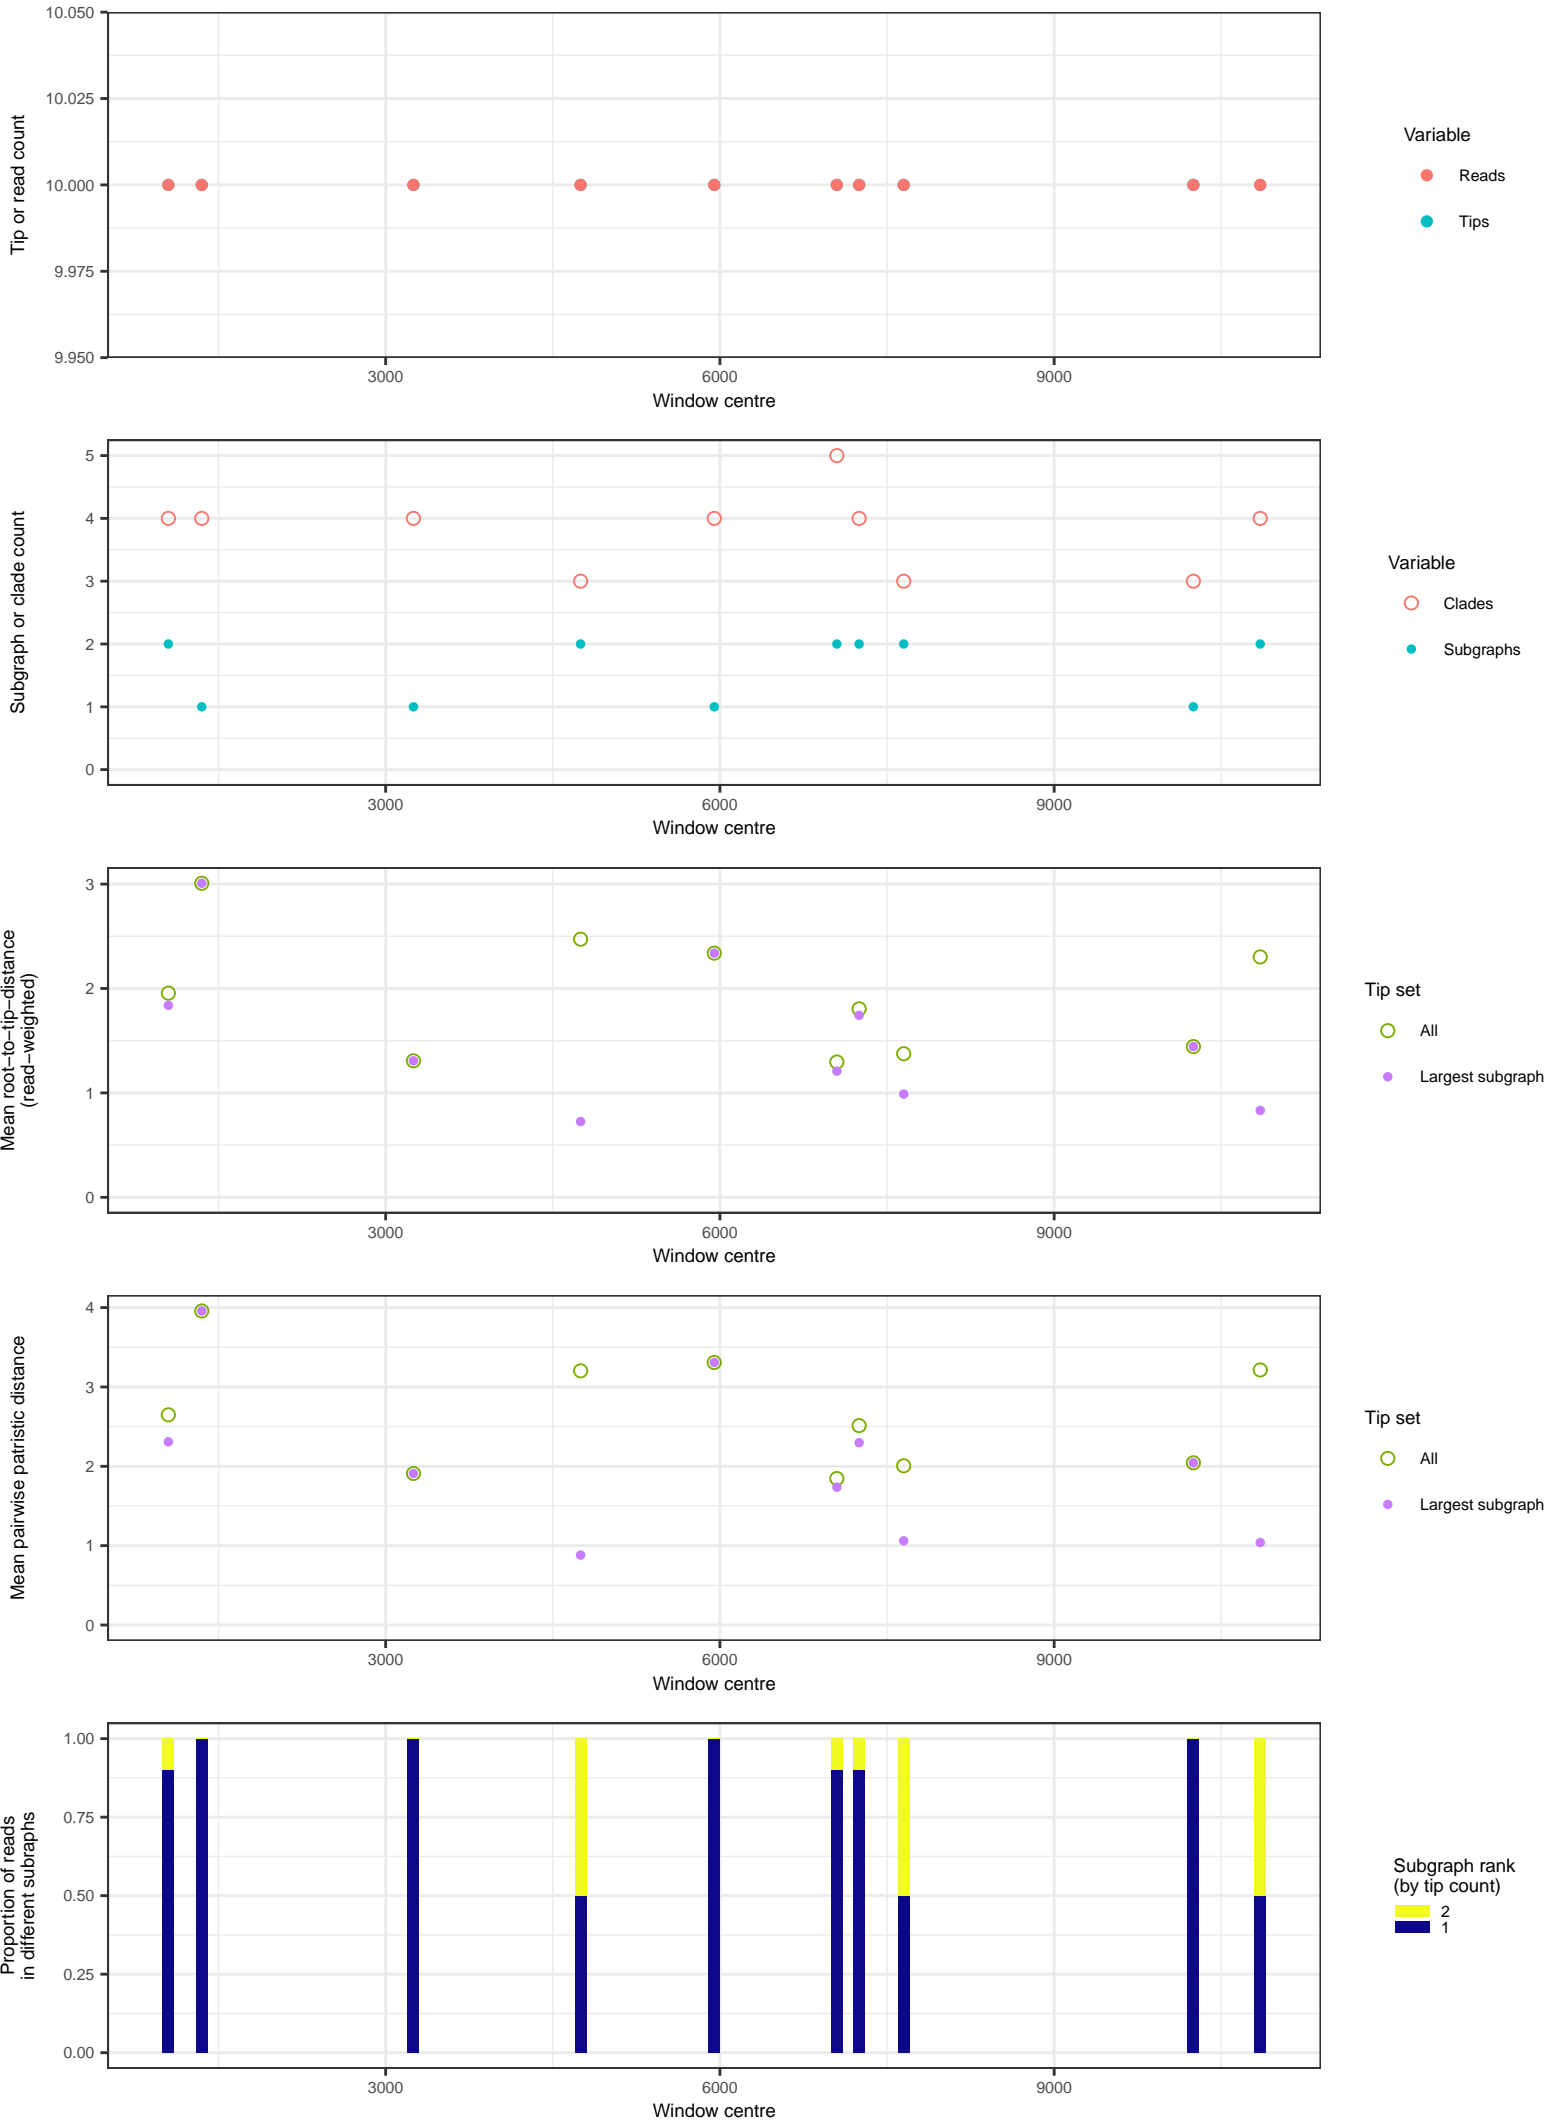 10.050
10.025
10.000
9.975
9.950
Tip or read count
3000
6000
9000
Window centre
Variable
Reads
Tips
5
4
3
2
1
0
Subgraph or clade count
3000
6000
9000
Window centre
Variable
Clades
Subgraphs
3
2
1
0
Mean root−to−tip−distance
(read−weighted)
3000
6000
9000
Window centre
Tip set
All
Largest subgraph
4
3
2
1
0
Mean pairwise patristic distance
3000
6000
9000
Window centre
Tip set
All
Largest subgraph
1.00
0.75
0.50
0.25
0.00
Proportion of reads
in different subraphs
3000
6000
9000
Window centre
Subgraph rank
(by tip count)
2
1